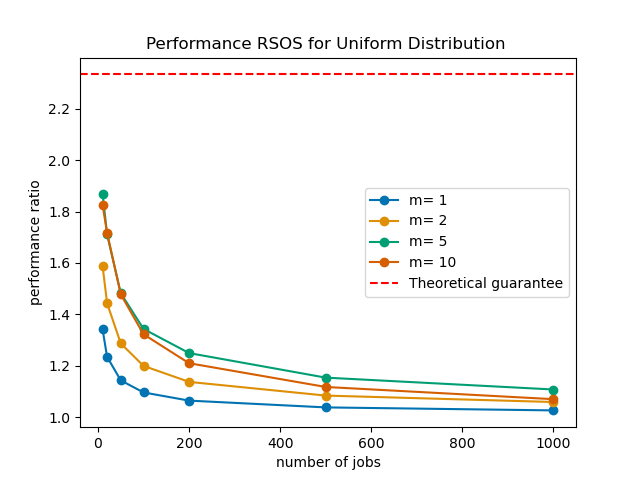 Performance RSOS for Uniform Distribution
performance ratio
2.2
2.0
1.8
1.6
1.4
1.2
1.0
m= 1
m= 2
m= 5
m= 10
Theoretical guarantee
0 200 400 600 800 1000
number of jobs